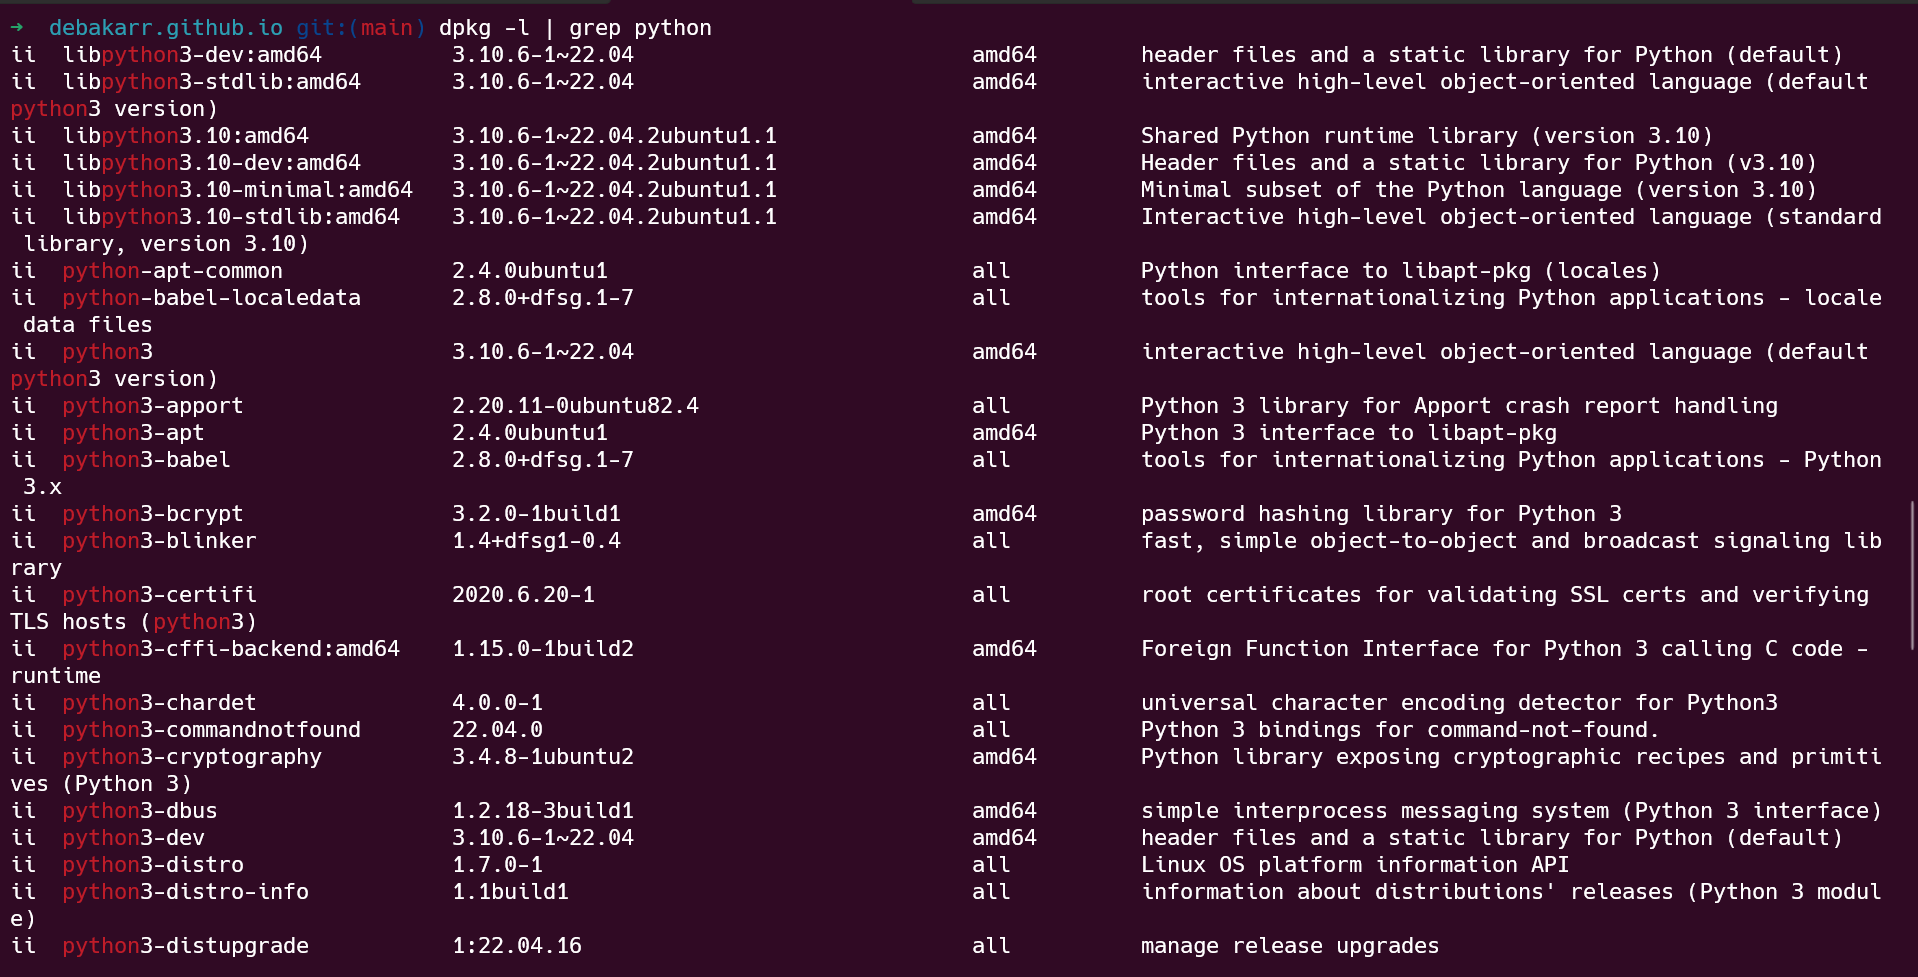 ➜  debakarr.github.io git:(main) dpkg -l | grep python
ii  libpython3-dev:amd64          3.10.6-1~22.04                          amd64        header files and a static library for Python (default)
ii  libpython3-stdlib:amd64       3.10.6-1~22.04                          amd64        interactive high-level object-oriented language (default
python3 version)
ii  libpython3.10:amd64           3.10.6-1~22.04.2ubuntu1.1               amd64        Shared Python runtime library (version 3.10)
ii  libpython3.10-dev:amd64       3.10.6-1~22.04.2ubuntu1.1               amd64        Header files and a static library for Python (v3.10)
ii  libpython3.10-minimal:amd64   3.10.6-1~22.04.2ubuntu1.1               amd64        Minimal subset of the Python language (version 3.10)
ii  libpython3.10-stdlib:amd64    3.10.6-1~22.04.2ubuntu1.1               amd64        Interactive high-level object-oriented language (standard
 library, version 3.10)
ii  python-apt-common             2.4.0ubuntu1                            all          Python interface to libapt-pkg (locales)
ii  python-babel-localedata       2.8.0+dfsg.1-7                          all          tools for internationalizing Python applications - locale
 data files
ii  python3                       3.10.6-1~22.04                          amd64        interactive high-level object-oriented language (default
python3 version)
ii  python3-apport                2.20.11-0ubuntu82.4                     all          Python 3 library for Apport crash report handling
ii  python3-apt                   2.4.0ubuntu1                            amd64        Python 3 interface to libapt-pkg
ii  python3-babel                 2.8.0+dfsg.1-7                          all          tools for internationalizing Python applications - Python
 3.x
ii  python3-bcrypt                3.2.0-1build1                           amd64        password hashing library for Python 3
ii  python3-blinker               1.4+dfsg1-0.4                           all          fast, simple object-to-object and broadcast signaling lib
rary
ii  python3-certifi               2020.6.20-1                             all          root certificates for validating SSL certs and verifying
TLS hosts (python3)
ii  python3-cffi-backend:amd64    1.15.0-1build2                          amd64        Foreign Function Interface for Python 3 calling C code -
runtime
ii  python3-chardet               4.0.0-1                                 all          universal character encoding detector for Python3
ii  python3-commandnotfound       22.04.0                                 all          Python 3 bindings for command-not-found.
ii  python3-cryptography          3.4.8-1ubuntu2                          amd64        Python library exposing cryptographic recipes and primiti
ves (Python 3)
ii  python3-dbus                  1.2.18-3build1                          amd64        simple interprocess messaging system (Python 3 interface)
ii  python3-dev                   3.10.6-1~22.04                          amd64        header files and a static library for Python (default)
ii  python3-distro                1.7.0-1                                 all          Linux OS platform information API
ii  python3-distro-info           1.1build1                               all          information about distributions' releases (Python 3 modul
e)
ii  python3-distupgrade           1:22.04.16                              all          manage release upgrades